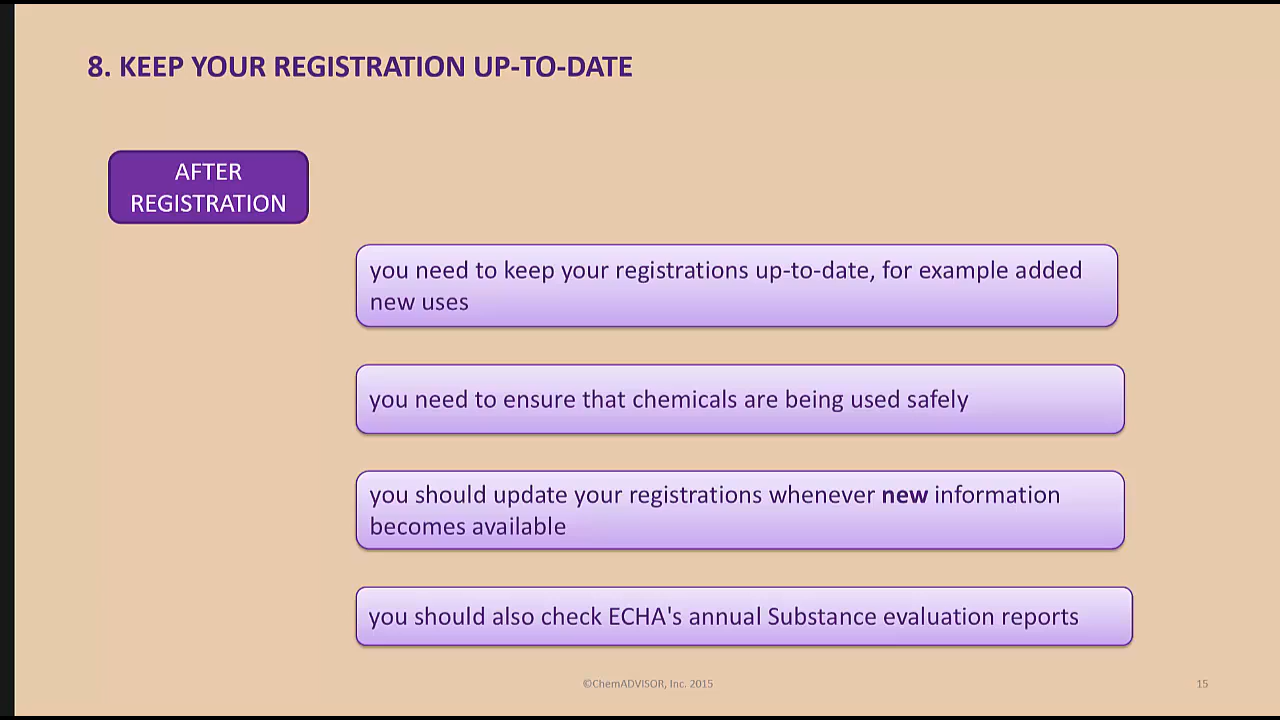 8. KEEP YOUR REGISTRATION UP-TO-DATE
AFTER
REGISTRATION
you need to keep your registrations up-to-date, for example added
new uses
you need to ensure that chemicals are being used safely
you should update your registrations whenever new information
becomes available
you should also check ECHA's annual Substance evaluation reports
©ChemADVISOR, Inc. 2015
15